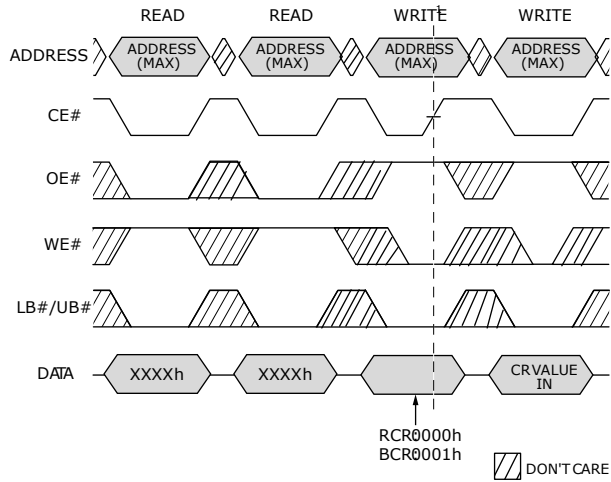 READ READ WRITE 1 WRITE
ADDRESS ADDRESS (MAX) ADDRESS (MAX) ADDRESS (MAX) ADDRESS (MAX)
CE#
OE#
WE#
LB#/UB#
DATA XXXXh XXXXh CR VALUE IN
RCR:0000h
BCR:0001h
DON'T CARE